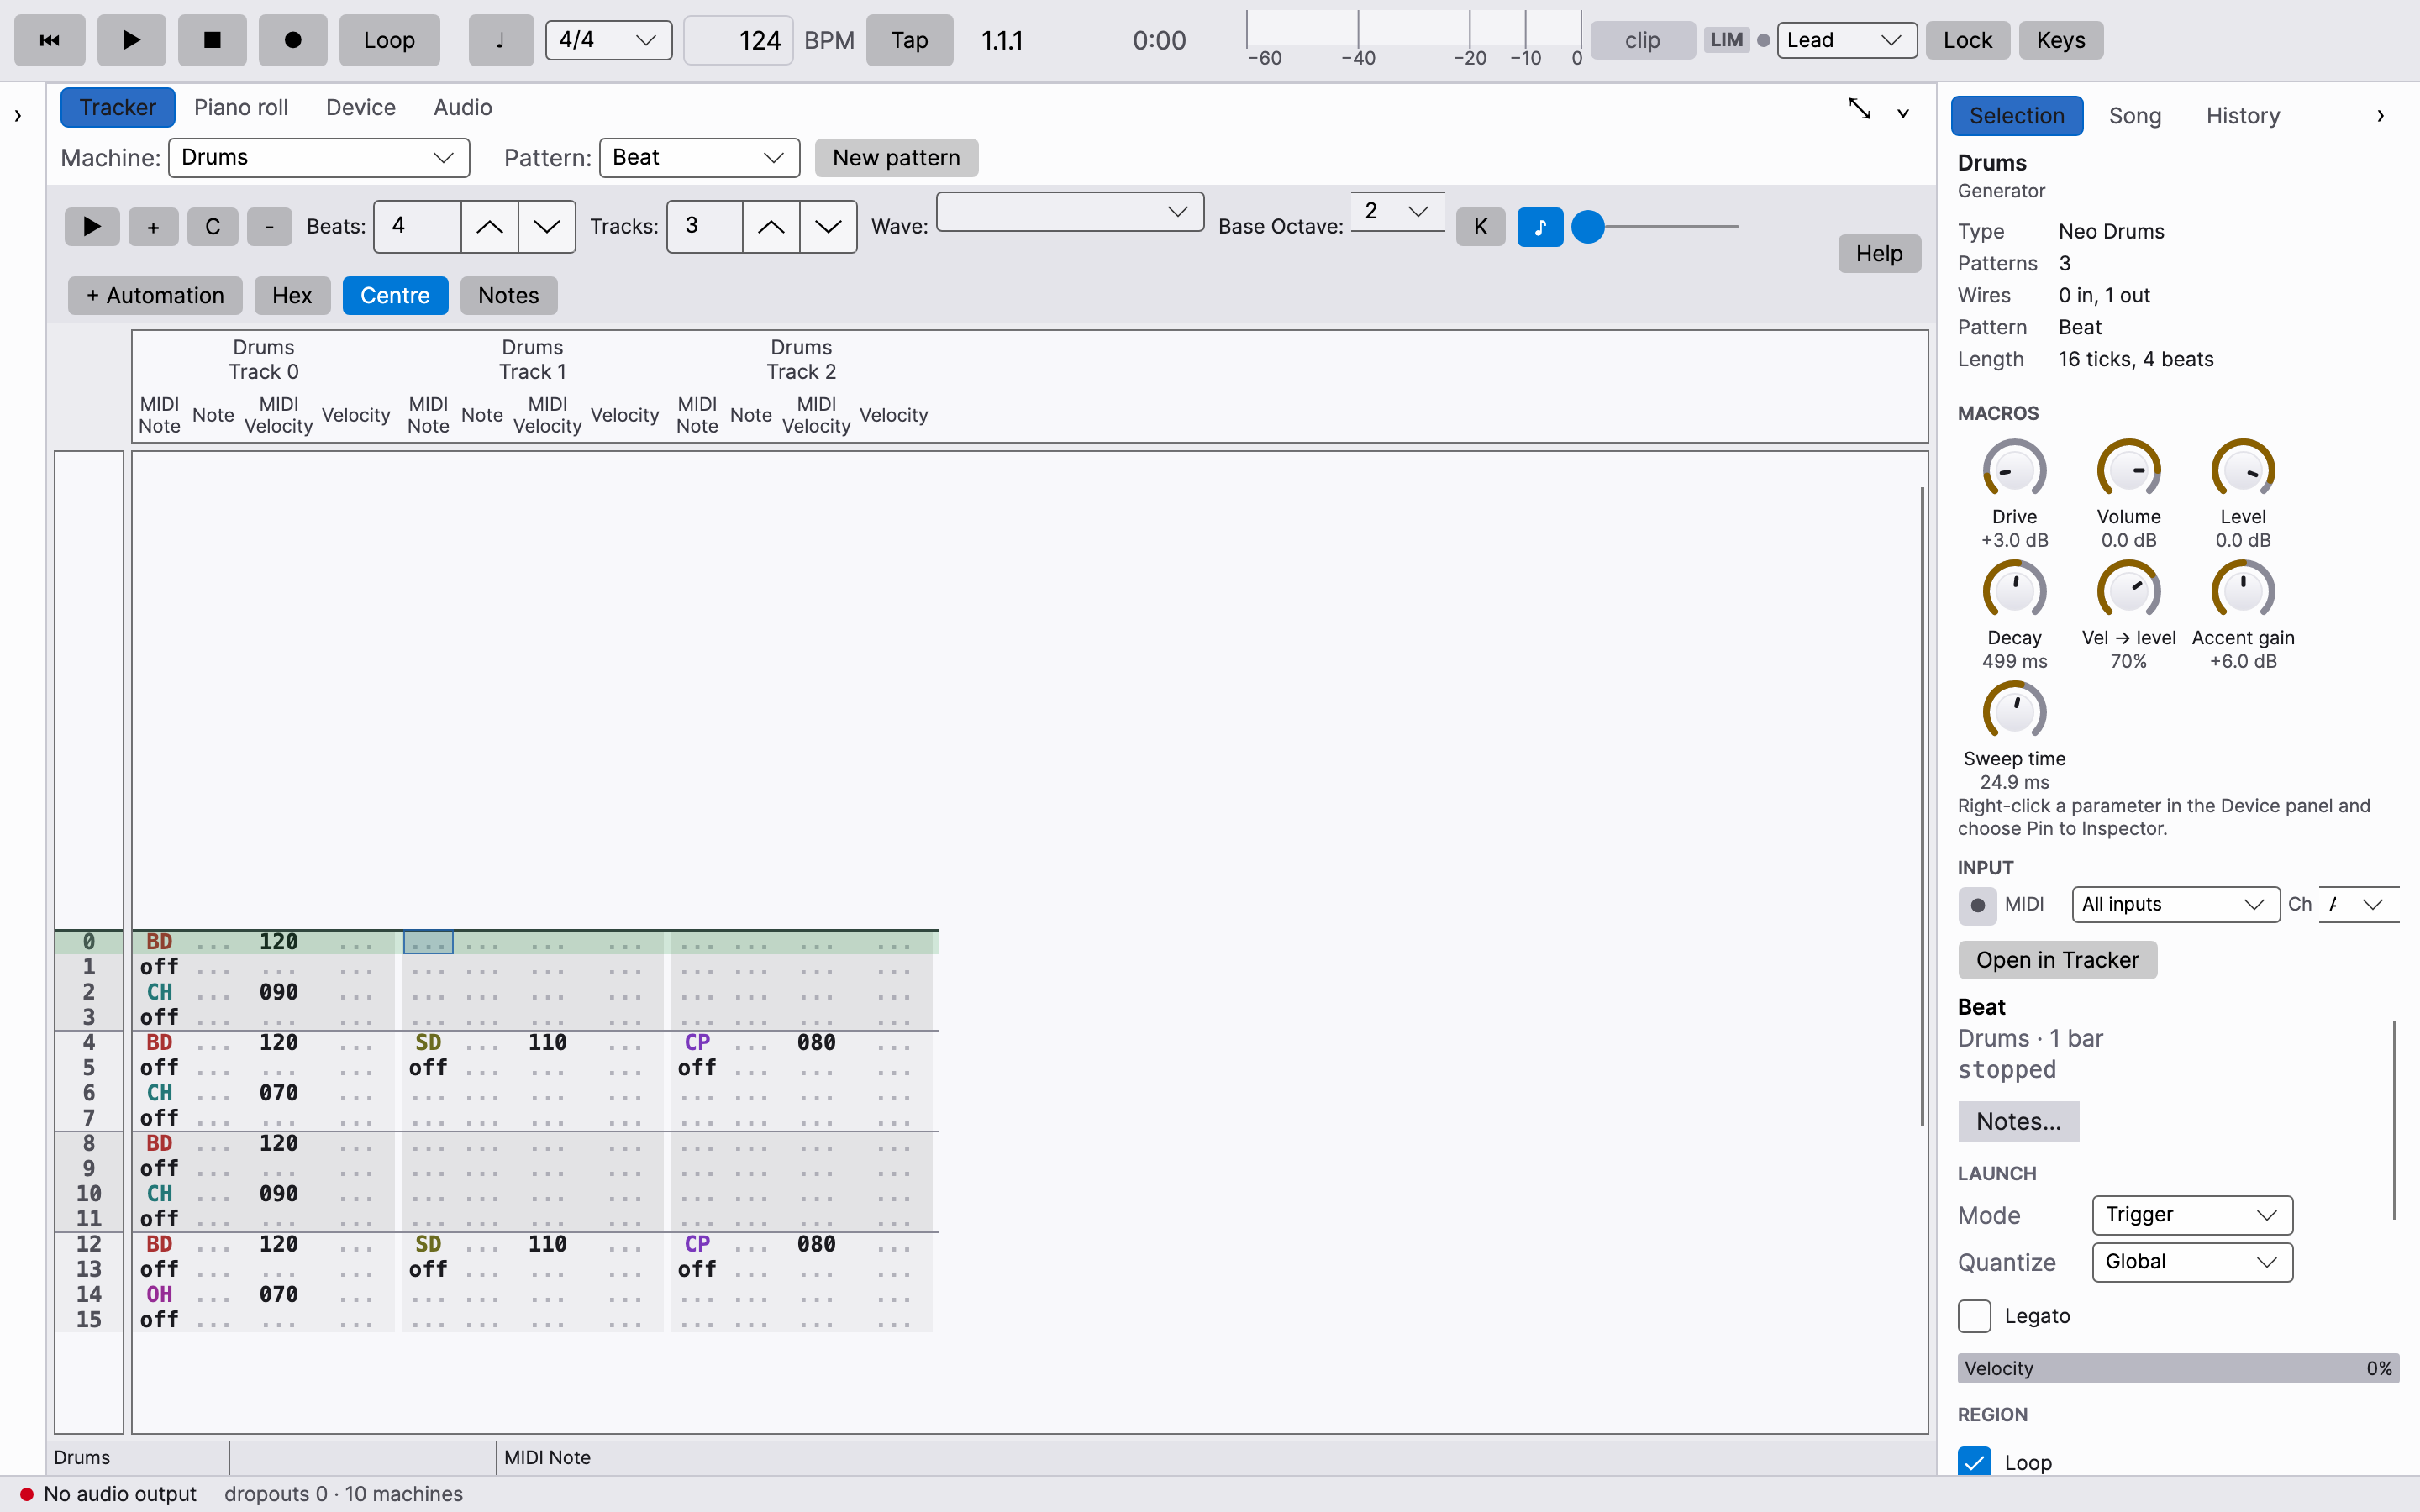 Loop 4/4 124 BPM Tap 1.1.1 0:00 −60 −40 −20 −10 0 clip LIM Lead Lock Keys
Tracker Piano roll Device Audio
Machine: Drums Pattern: Beat New pattern
+ C - Beats: 4 Tracks: 3 Wave: Base Octave: 2 K Help
+ Automation Hex Centre Notes
Drums Drums Drums
Track 0 Track 1 Track 2
MIDI Note Note MIDI Velocity Velocity MIDI Note Note MIDI Velocity Velocity MIDI Note Note MIDI Velocity Velocity
0 BD ... 120 ... ... ... ... ... ... ... ... ...
1 off ... ... ... ... ... ... ... ... ... ... ...
2 CH ... 090 ... ... ... ... ... ... ... ... ...
3 off ... ... ... ... ... ... ... ... ... ... ...
4 BD ... 120 ... SD ... 110 ... CP ... 080 ...
5 off ... ... ... off ... ... ... off ... ... ...
6 CH ... 070 ... ... ... ... ... ... ... ... ...
7 off ... ... ... ... ... ... ... ... ... ... ...
8 BD ... 120 ... ... ... ... ... ... ... ... ...
9 off ... ... ... ... ... ... ... ... ... ... ...
10 CH ... 090 ... ... ... ... ... ... ... ... ...
11 off ... ... ... ... ... ... ... ... ... ... ...
12 BD ... 120 ... SD ... 110 ... CP ... 080 ...
13 off ... ... ... off ... ... ... off ... ... ...
14 OH ... 070 ... ... ... ... ... ... ... ... ...
15 off ... ... ... ... ... ... ... ... ... ... ...
Drums MIDI Note
Selection Song History
Drums
Generator
Type Neo Drums
Patterns 3
Wires 0 in, 1 out
Pattern Beat
Length 16 ticks, 4 beats
MACROS
Drive Volume Level
+3.0 dB 0.0 dB 0.0 dB
Decay Vel → level Accent gain
499 ms 70% +6.0 dB
Sweep time
24.9 ms
Right-click a parameter in the Device panel and
choose Pin to Inspector.
INPUT
MIDI All inputs Ch
Open in Tracker
Beat
Drums · 1 bar
stopped
Notes...
LAUNCH
Mode Trigger
Quantize Global
Legato
Velocity 0%
REGION
Loop
No audio output dropouts 0 · 10 machines